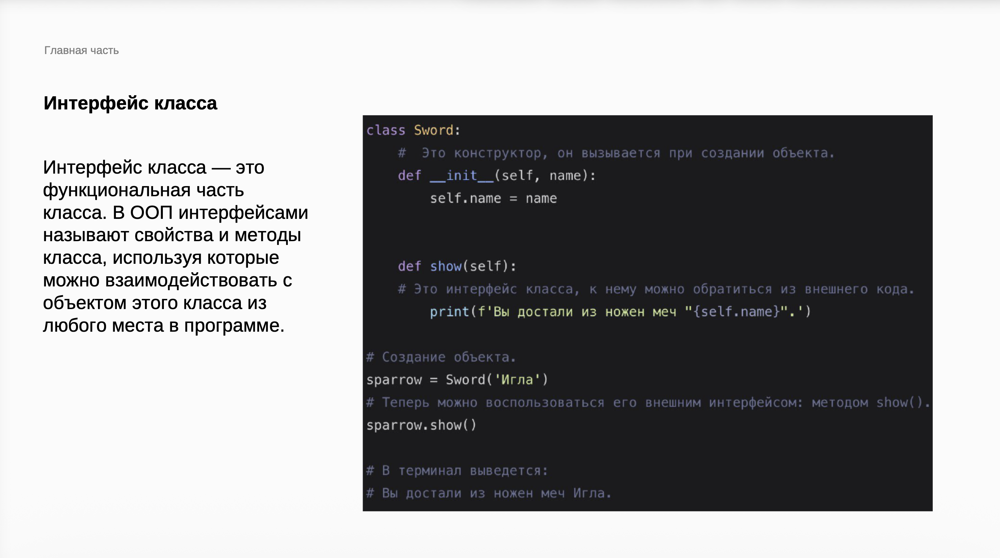 Главная часть
Интерфейс класса
Интерфейс класса — это
функциональная часть
класса. В ООП интерфейсами
называют свойства и методы
класса, используя которые
можно взаимодействовать с
объектом этого класса из
любого места в программе.
class Sword:
    #  Это конструктор, он вызывается при создании объекта.
    def __init__(self, name):
        self.name = name
    def show(self):
    # Это интерфейс класса, к нему можно обратиться из внешнего кода.
        print(f'Вы достали из ножен меч "{self.name}".')
# Создание объекта.
sparrow = Sword('Игла')
# Теперь можно воспользоваться его внешним интерфейсом: методом show().
sparrow.show()
# В терминал выведется:
# Вы достали из ножен меч Игла.